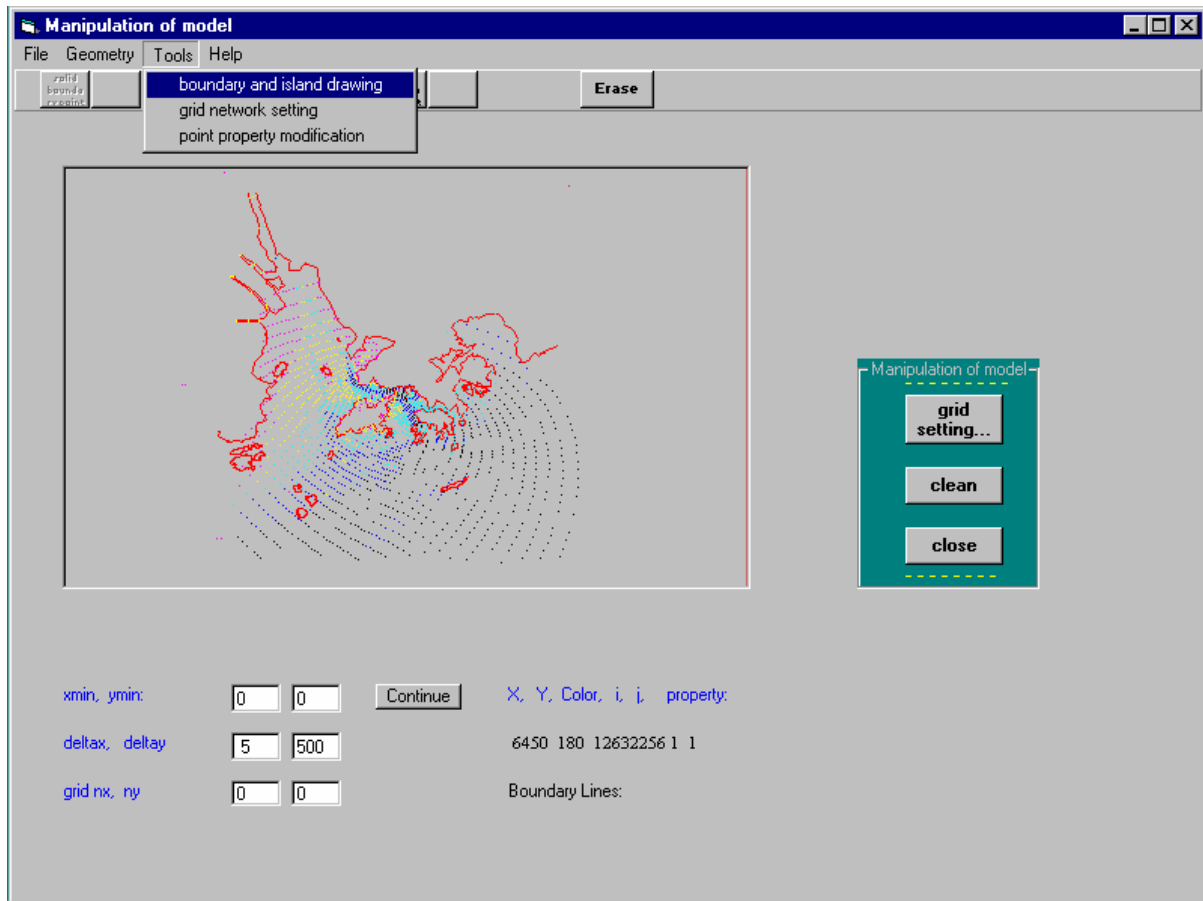 Manipulation of model
File Geometry Tools Help
solid
Erase
boundary and island drawing
grid network setting
point property modification
Manipulation of model
grid
setting...
clean
close
xmin, ymin: 0 0 Continue X, Y, Color, i, j, property:
deltax, deltay 5 500 6450 180 12632256 1 1
grid nx, ny 0 0 Boundary Lines: